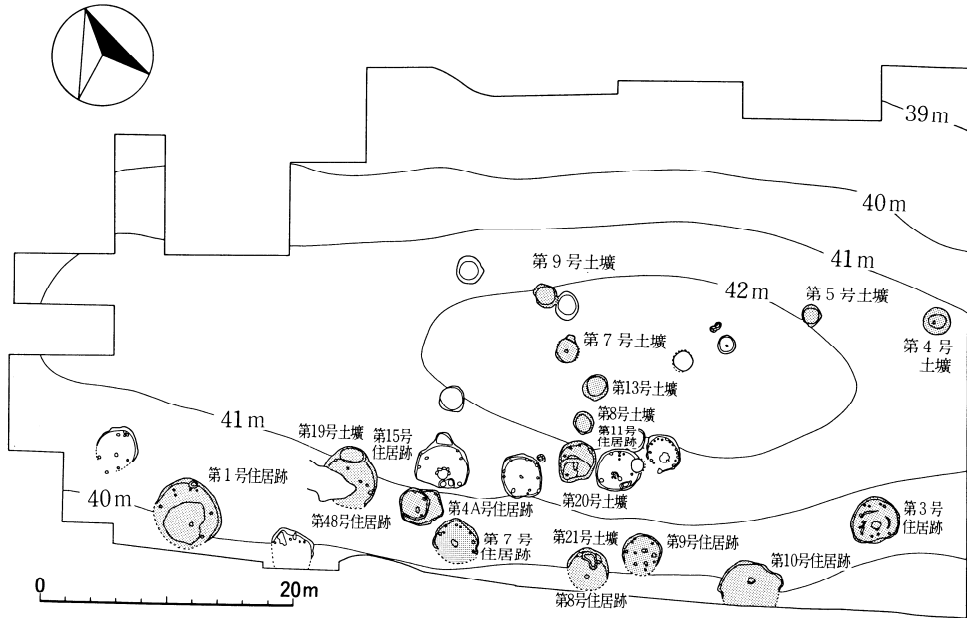 39m
40m
41m
第9号土壙
42m
第5号土壙
第7号土壙
第4号
土壙
第13号土壙
第8号土壙
41m
第19号土壙
第15号
住居跡
第11号
住居跡
第1号住居跡
40m
第20号土壙
第4A号住居跡
第48号住居跡
第3号
住居跡
第7号
住居跡
第21号土壙
第9号住居跡
第10号住居跡
第8号住居跡
0
20m